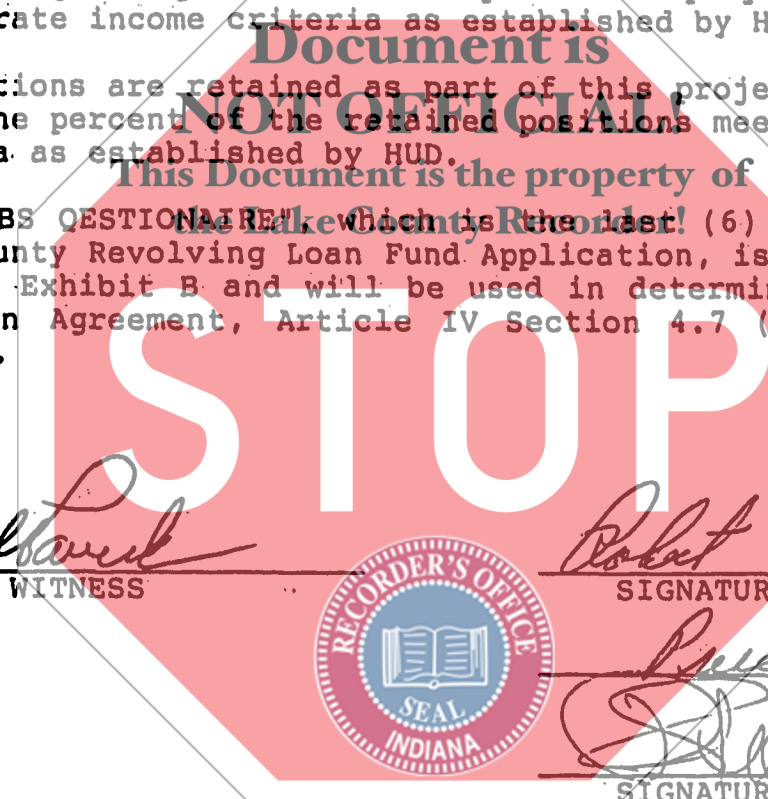 rate income criteria as established by H
Document is
tions are retained as part of this proje
NOT OFFICIAL!
e percent of the retained positions mee
a as established by HUD.
This Document is the property of
the Lake County Recorder!
BS QESTIONAIRE", which is the last (6)
unty Revolving Loan Fund Application, is
Exhibit B and will be used in determin
n Agreement, Article IV Section 4.7 (
STOP
Robert
WITNESS
SIGNATUR
RECORDER'S OFFICE
SEAL
INDIANA
SIGNATUR